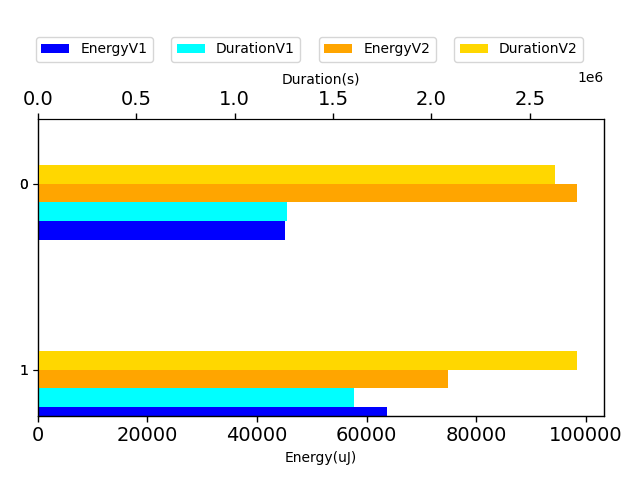 EnergyV1 DurationV1 EnergyV2 DurationV2
Duration(s)
1e6
0.0 0.5 1.0 1.5 2.0 2.5
0
1
0 20000 40000 60000 80000 100000
Energy(uJ)